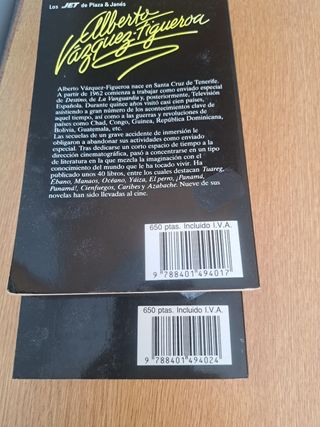 Los JET de Plaza & Janés
Alberto
Vázquez-Figueroa
Alberto Vázquez-Figueroa nace en Santa Cruz de Tenerife.
A partir de 1962 comienza a trabajar como enviado especial
de Destino, de La Vanguardia y, posteriormente, Televisión
Española. Durante quince años visitó casi cien países,
asistiendo a gran número de los acontecimientos clave de
aquel tiempo, así como a las guerras y revoluciones de
países como Chad, Congo, Guinea, República Dominicana,
Bolivia, Guatemala, etc.
Las secuelas de un grave accidente de inmersión le
obligaron a abandonar sus actividades como enviado
especial. Tras dedicarse un corto espacio de tiempo a la
dirección cinematográfica, pasó a concentrarse en un tipo
de literatura en la que mezcla la imaginación con el
conocimiento del mundo que le ha tocado vivir. Ha
publicado unos 40 libros, entre los cuales destacan Tuareg,
Ébano, Manaos, Océano, Yáiza, El perro, ¡Panamá,
Panamá!, Cienfuegos, Caribes y Azabache. Nueve de sus
novelas han sido llevadas al cine.
650 ptas. Incluido I.V.A.
9 788401 494017
650 ptas. Incluido I.V.A.
9 788401 494024